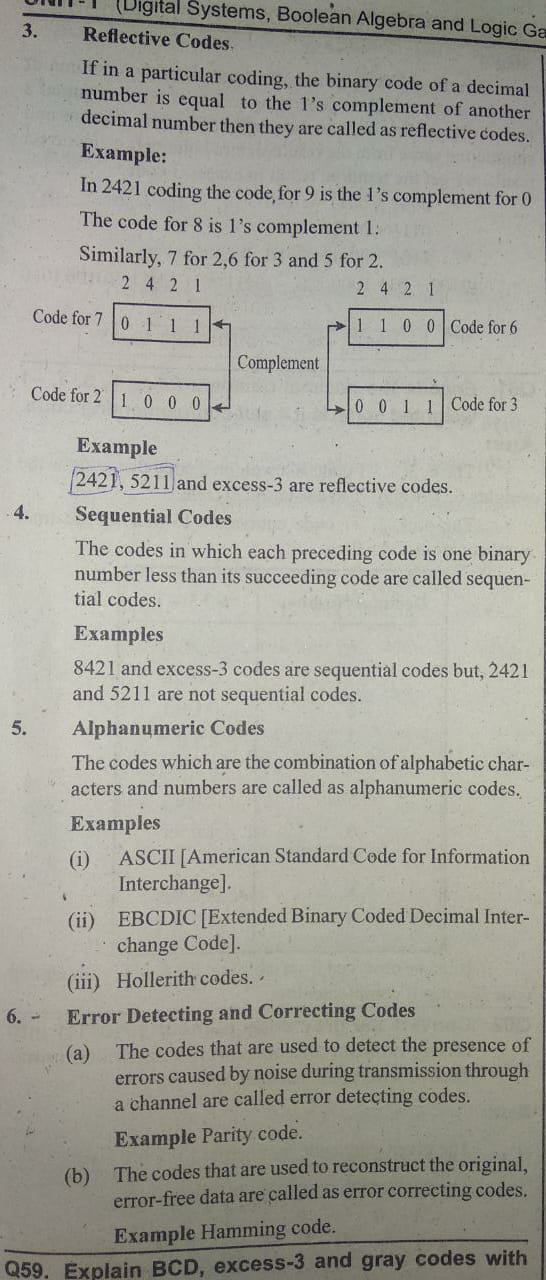 UNIT-1 (Digital Systems, Boolean Algebra and Logic Ga
3. Reflective Codes.
If in a particular coding, the binary code of a decimal
number is equal to the 1's complement of another
decimal number then they are called as reflective codes.
Example:
In 2421 coding the code for 9 is the 1's complement for 0
The code for 8 is 1's complement 1.
Similarly, 7 for 2,6 for 3 and 5 for 2.
2 4 2 1 2 4 2 1
Code for 7 0 1 1 1 1 1 0 0 Code for 6
Complement
Code for 2 1 0 0 0 0 0 1 1 Code for 3
Example
2421, 5211 and excess-3 are reflective codes.
4. Sequential Codes
The codes in which each preceding code is one binary
number less than its succeeding code are called sequen-
tial codes.
Examples
8421 and excess-3 codes are sequential codes but, 2421
and 5211 are not sequential codes.
5. Alphanumeric Codes
The codes which are the combination of alphabetic char-
acters and numbers are called as alphanumeric codes.
Examples
(i) ASCII [American Standard Code for Information
Interchange].
(ii) EBCDIC [Extended Binary Coded Decimal Inter-
change Code].
(iii) Hollerith codes.
6. Error Detecting and Correcting Codes
(a) The codes that are used to detect the presence of
errors caused by noise during transmission through
a channel are called error detecting codes.
Example Parity code.
(b) The codes that are used to reconstruct the original,
error-free data are called as error correcting codes.
Example Hamming code.
Q59. Explain BCD, excess-3 and gray codes with